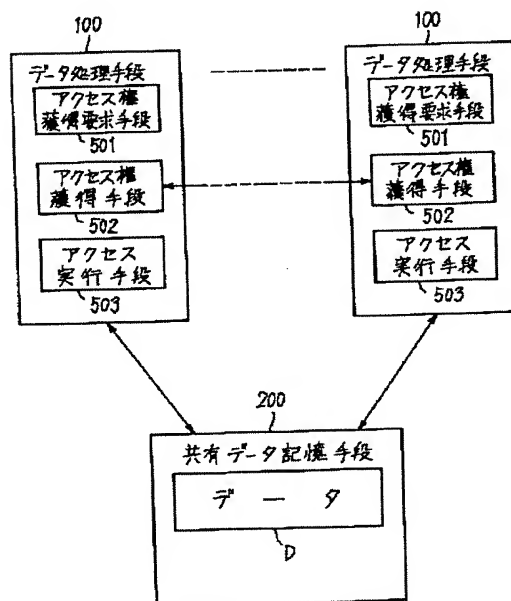 100
データ処理手段
アクセス権
獲得要求手段
501
アクセス権
獲得手段
502
アクセス
実行手段
503
100
データ処理手段
アクセス権
獲得要求手段
501
アクセス権
獲得手段
502
アクセス
実行手段
503
200
共有データ記憶手段
データ
D